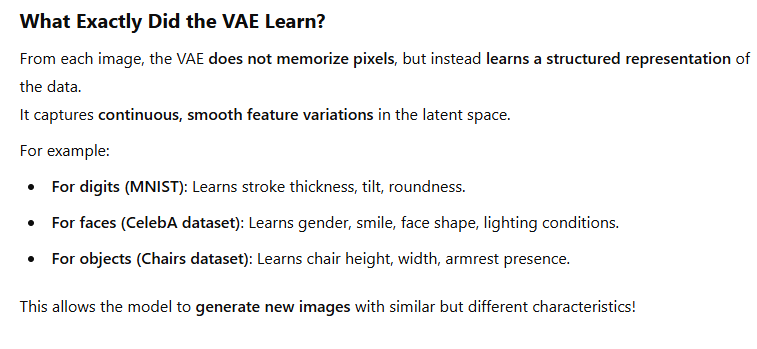 What Exactly Did the VAE Learn?
From each image, the VAE does not memorize pixels, but instead learns a structured representation of
the data.
It captures continuous, smooth feature variations in the latent space.
For example:
• For digits (MNIST): Learns stroke thickness, tilt, roundness.
• For faces (CelebA dataset): Learns gender, smile, face shape, lighting conditions.
• For objects (Chairs dataset): Learns chair height, width, armrest presence.
This allows the model to generate new images with similar but different characteristics!